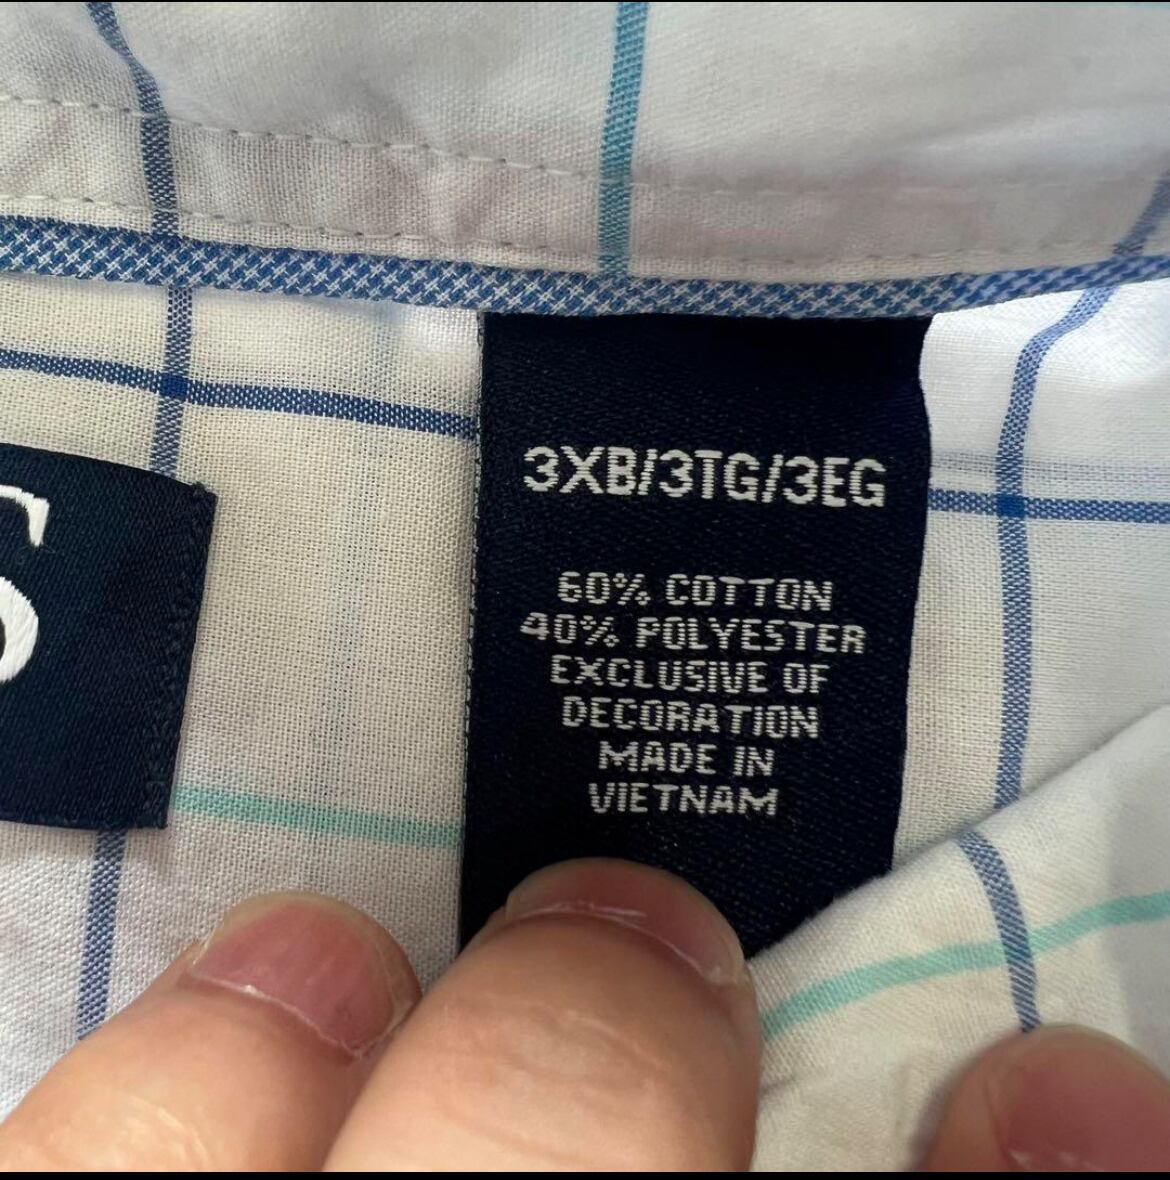 3XB/3TG/3EG
60% COTTON
40% POLYESTER
EXCLUSIVE OF
DECORATION
MADE IN
VIETNAM